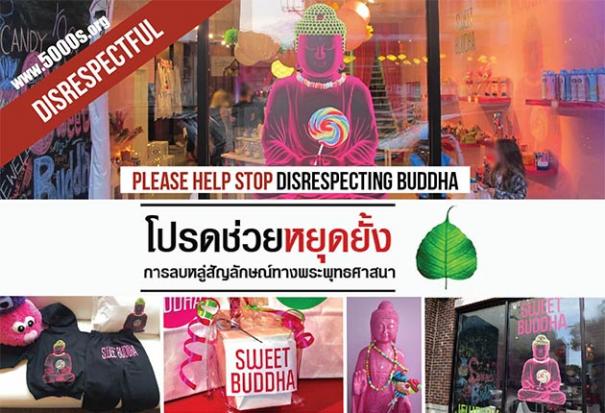 www.5000s.org
DISRESPECTFUL
CANDY
SWEET
BUDDHA
PLEASE HELP STOP DISRESPECTING BUDDHA
โปรดช่วยหยุดยั้ง
การลบหลู่สัญลักษณ์ทางพระพุทธศาสนา
SWEET BUDDHA
BUDDHA
SWEET
BUDDHA
SWEET
BUDDHA